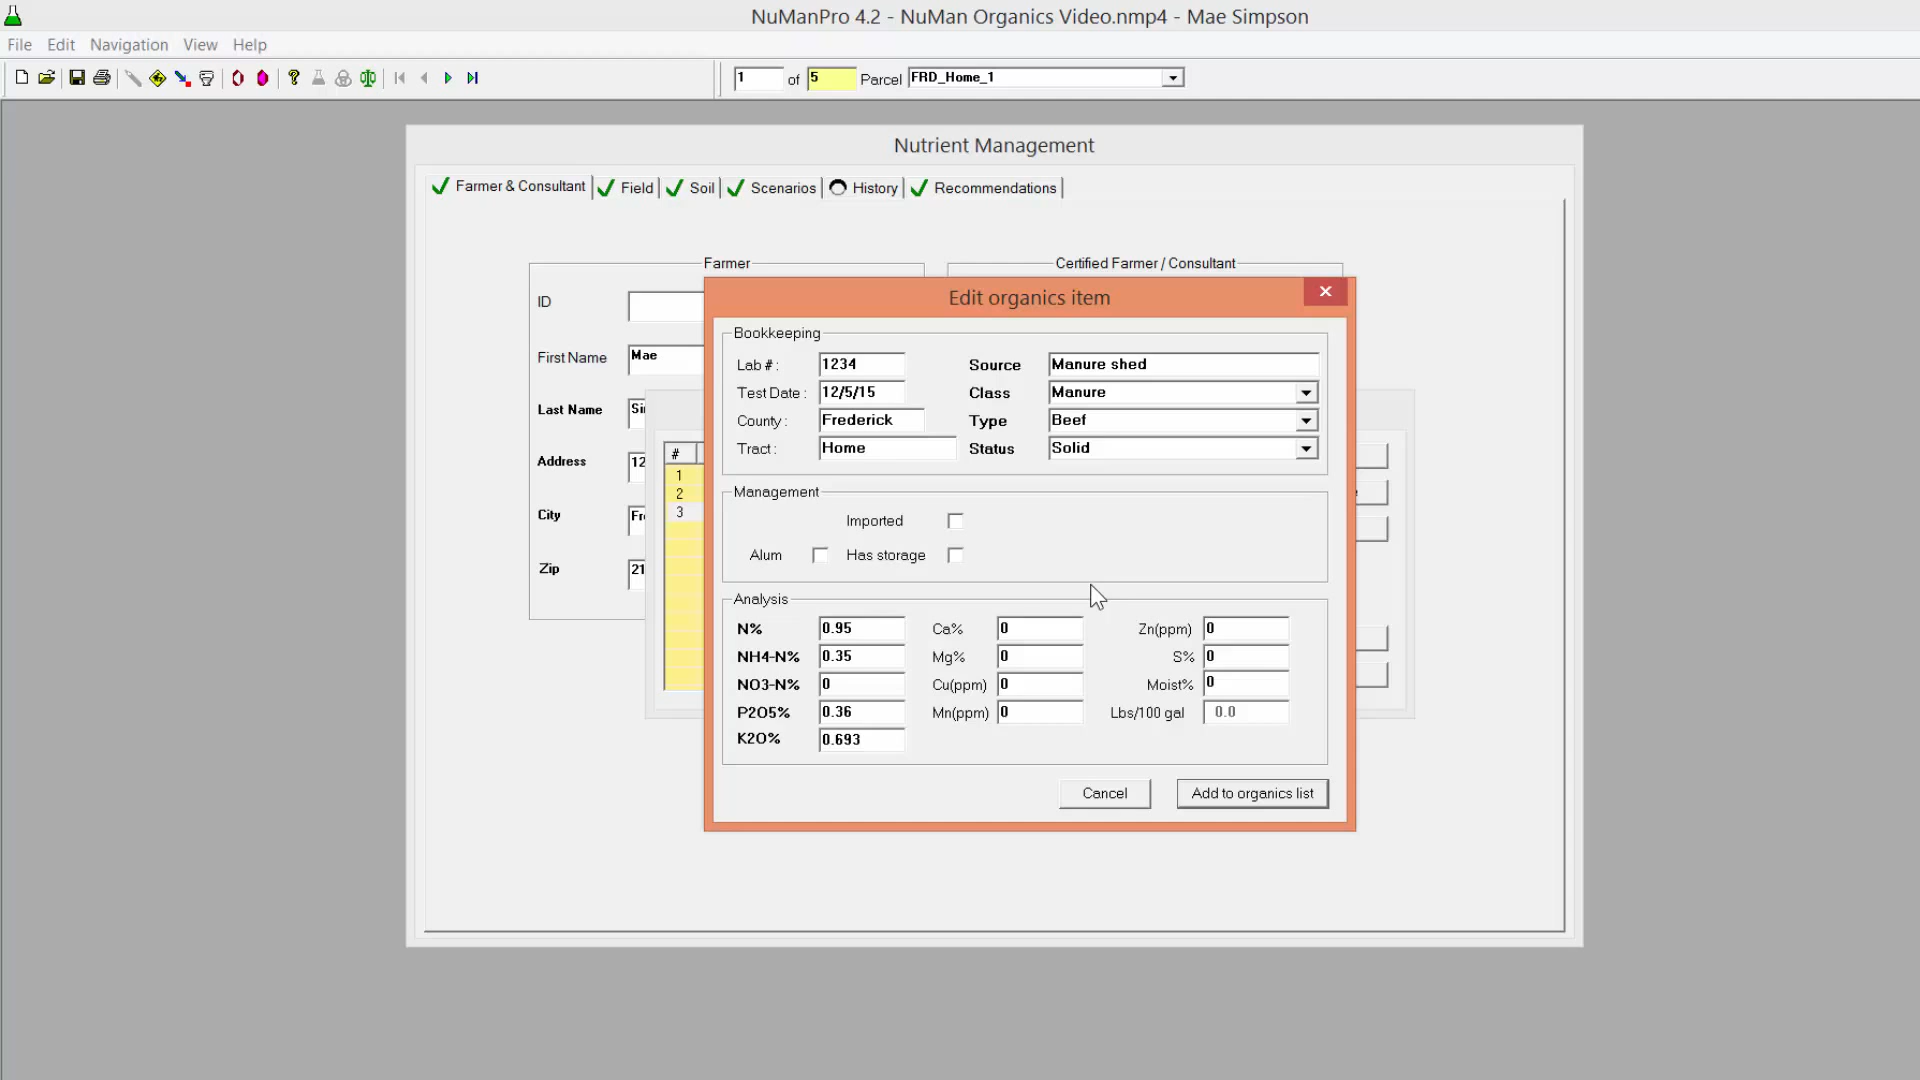 NuManPro 4.2 - NuMan Organics Video.nmp4 - Mae Simpson
File Edit Navigation View Help
1 of 5 Parcel FRD_Home_1
Nutrient Management
Farmer & Consultant Field Soil Scenarios History Recommendations
Farmer Certified Farmer / Consultant
ID
First Name Mae
Last Name
Address 12
City
Zip 21
#
1
2
3
Edit organics item
Bookkeeping
Lab # : 1234 Source Manure shed
Test Date : 12/5/15 Class Manure
County : Frederick Type Beef
Tract : Home Status Solid
Management
Imported
Alum Has storage
Analysis
N% 0.95 Ca% 0 Zn(ppm) 0
NH4-N% 0.35 Mg% 0 S% 0
NO3-N% 0 Cu(ppm) 0 Moist% 0
P2O5% 0.36 Mn(ppm) 0 Lbs/100 gal 0.0
K2O% 0.693
Cancel Add to organics list